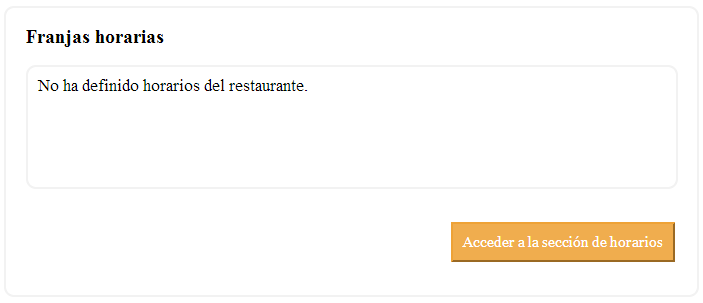 Franjas horarias
No ha definido horarios del restaurante.
Acceder a la sección de horarios